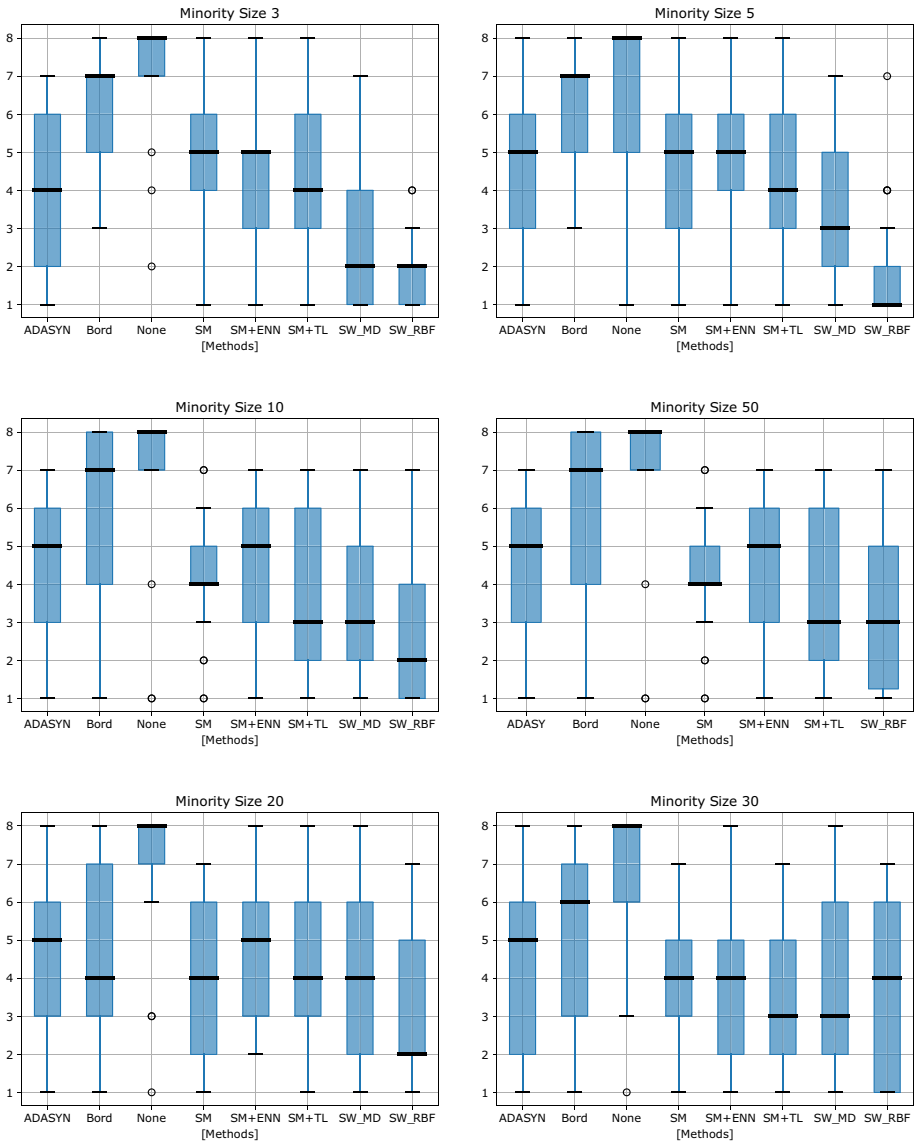 Minority Size 3
8
7
6
5
4
3
2
1
ADASYN Bord None SM SM+ENN SM+TL SW_MD SW_RBF
[Methods]
Minority Size 5
8
7
6
5
4
3
2
1
ADASYN Bord None SM SM+ENN SM+TL SW_MD SW_RBF
[Methods]
Minority Size 10
8
7
6
5
4
3
2
1
ADASYN Bord None SM SM+ENN SM+TL SW_MD SW_RBF
[Methods]
Minority Size 50
8
7
6
5
4
3
2
1
ADASY Bord None SM SM+ENN SM+TL SW_RBF
[Methods]
Minority Size 20
8
7
6
5
4
3
2
1
ADASYN Bord None SM SM+ENN SM+TL SW_MD SW_RBF
[Methods]
Minority Size 30
8
7
6
5
4
3
2
1
ADASYN Bord None SM SM+ENN SM+TL SW_MD SW_RBF
[Methods]